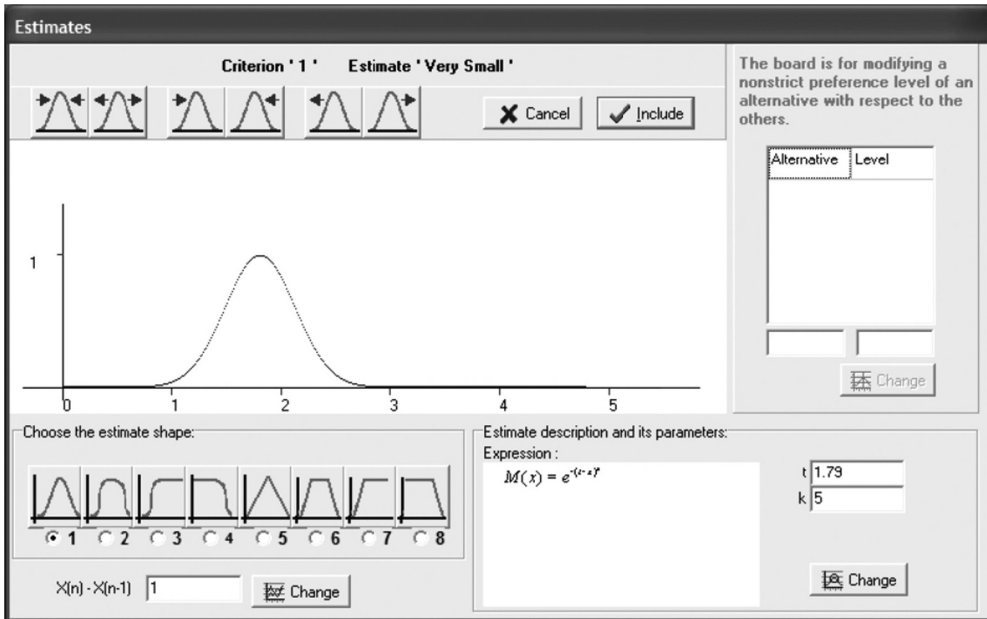 Estimates
Criterion ' 1 ' Estimate ' Very Small '
Cancel
Include
1
0 1 2 3 4 5
The board is for modifying a
nonstrict preference level of an
alternative with respect to the
others.
Alternative Level
Change
Choose the estimate shape:
1 2 3 4 5 6 7 8
X(n) - X(n-1) 1 Change
Estimate description and its parameters:
Expression :
M(x) = e
t 1.79
k 5
Change